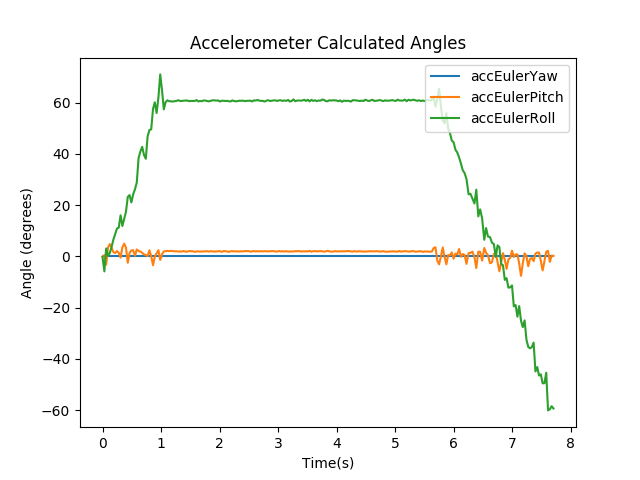 Accelerometer Calculated Angles
accEulerYaw
accEulerPitch
accEulerRoll
Angle (degrees)
60
40
20
0
−20
−40
−60
0 1 2 3 4 5 6 7 8
Time(s)